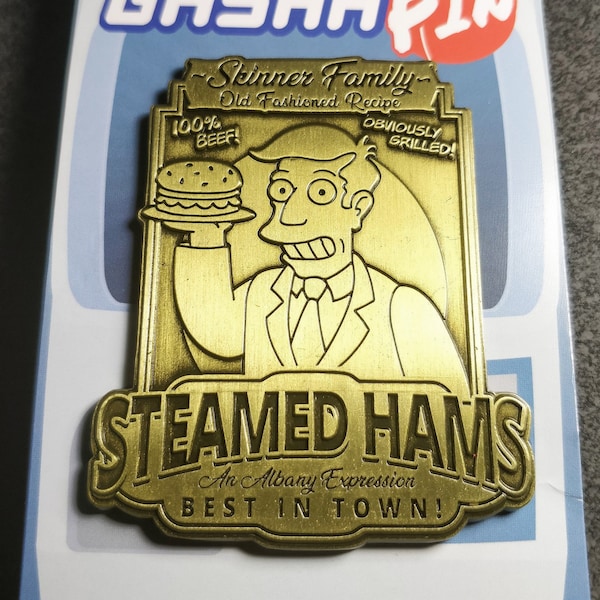 GASHAPIN
~Skinner Family~
Old Fashioned Recipe
100%
BEEF!
OBVIOUSLY
GRILLED!
STEAMED HAMS
An Albany Expression
BEST IN TOWN!